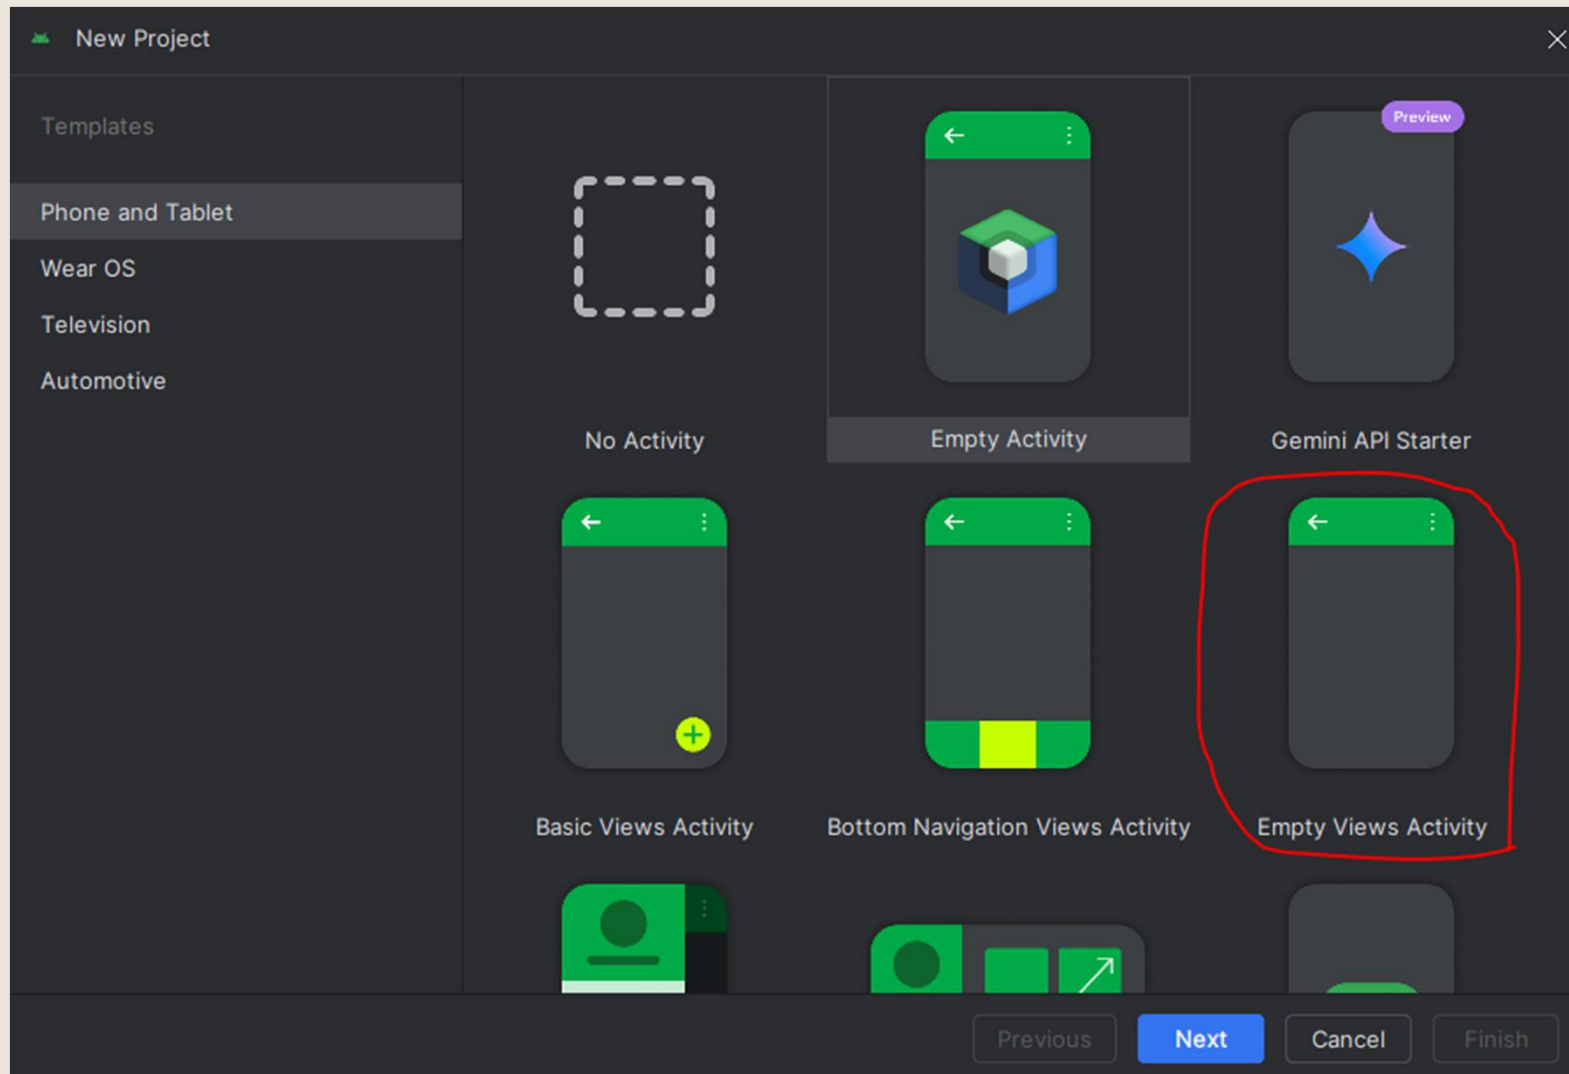 New Project
Templates
Phone and Tablet
Wear OS
Television
Automotive
Preview
No Activity
Empty Activity
Gemini API Starter
Basic Views Activity
Bottom Navigation Views Activity
Empty Views Activity
Previous
Next
Cancel
Finish